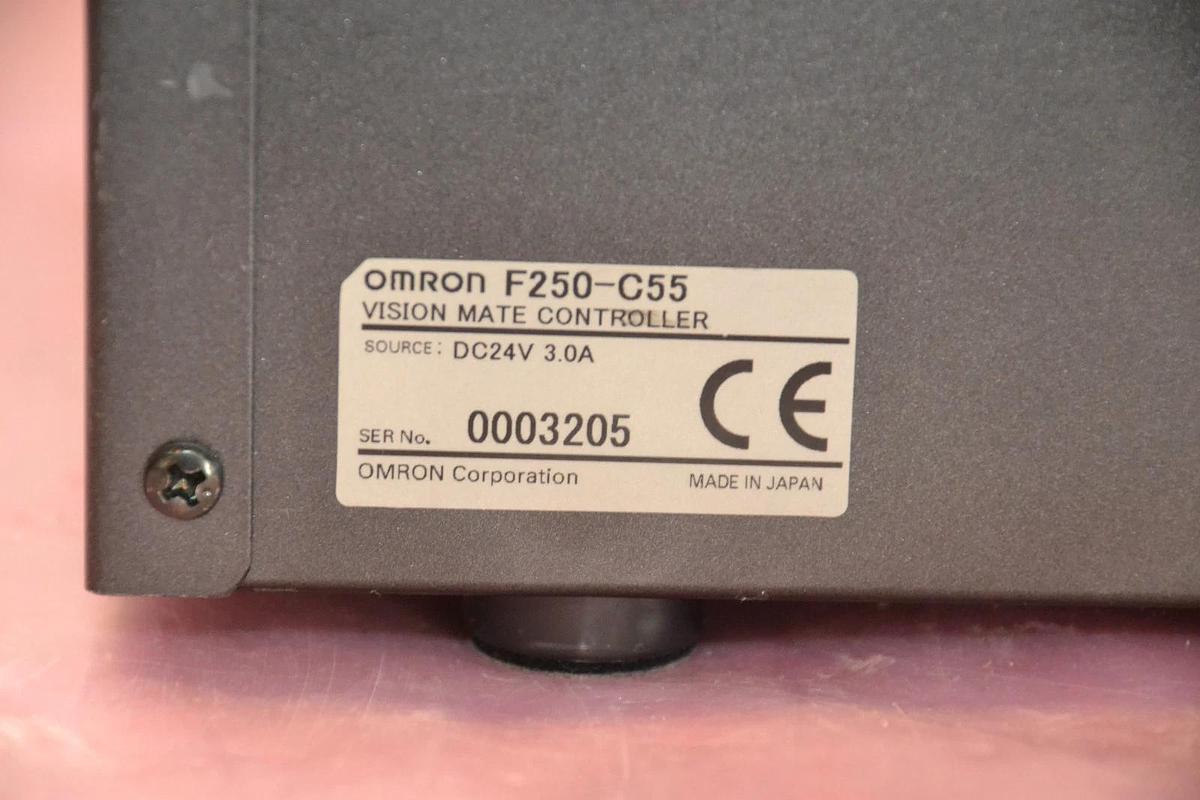 OMRON F250-C55
VISION MATE CONTROLLER
SOURCE: DC24V 3.0A
CE
SER No. 0003205
OMRON Corporation MADE IN JAPAN